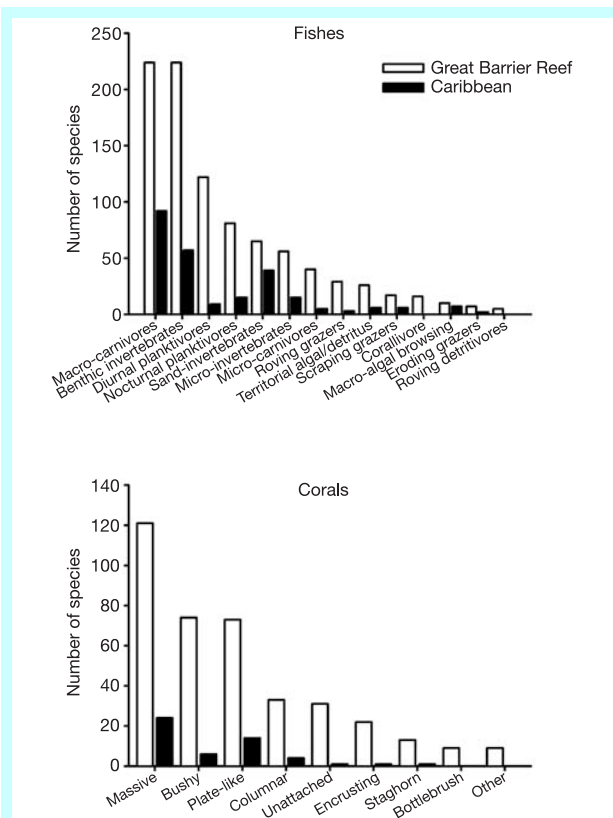 Fishes
Great Barrier Reef
Caribbean
Number of species
250
200
150
100
50
0
Macro-carnivores
Benthic invertebrates
Diurnal planktivores
Nocturnal planktivores
Sand-invertebrates
Micro-invertebrates
Micro-carnivores
Roving grazers
Territorial algal/detritus
Scraping grazers
Corallivore
Macro-algal browsing
Eroding grazers
Roving detritivores
Corals
Number of species
140
120
100
80
60
40
20
0
Massive
Bushy
Plate-like
Columnar
Unattached
Encrusting
Staghorn
Bottlebrush
Other